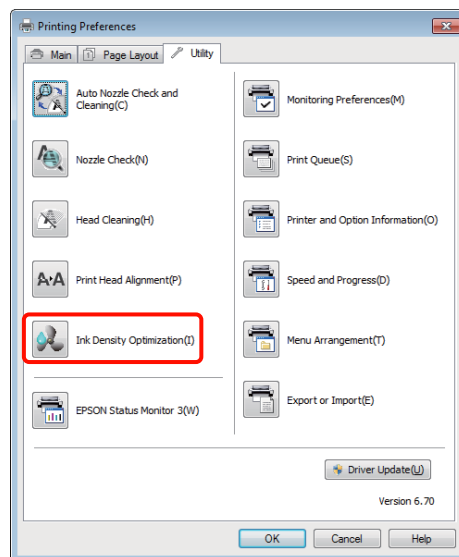 Printing Preferences
Main
Page Layout
Utility
Auto Nozzle Check and
Cleaning(C)
Nozzle Check(N)
Head Cleaning(H)
Print Head Alignment(P)
Ink Density Optimization(I)
EPSON Status Monitor 3(W)
Monitoring Preferences(M)
Print Queue(S)
Printer and Option Information(O)
Speed and Progress(D)
Menu Arrangement(T)
Export or Import(E)
Driver Update(U)
Version 6.70
OK
Cancel
Help